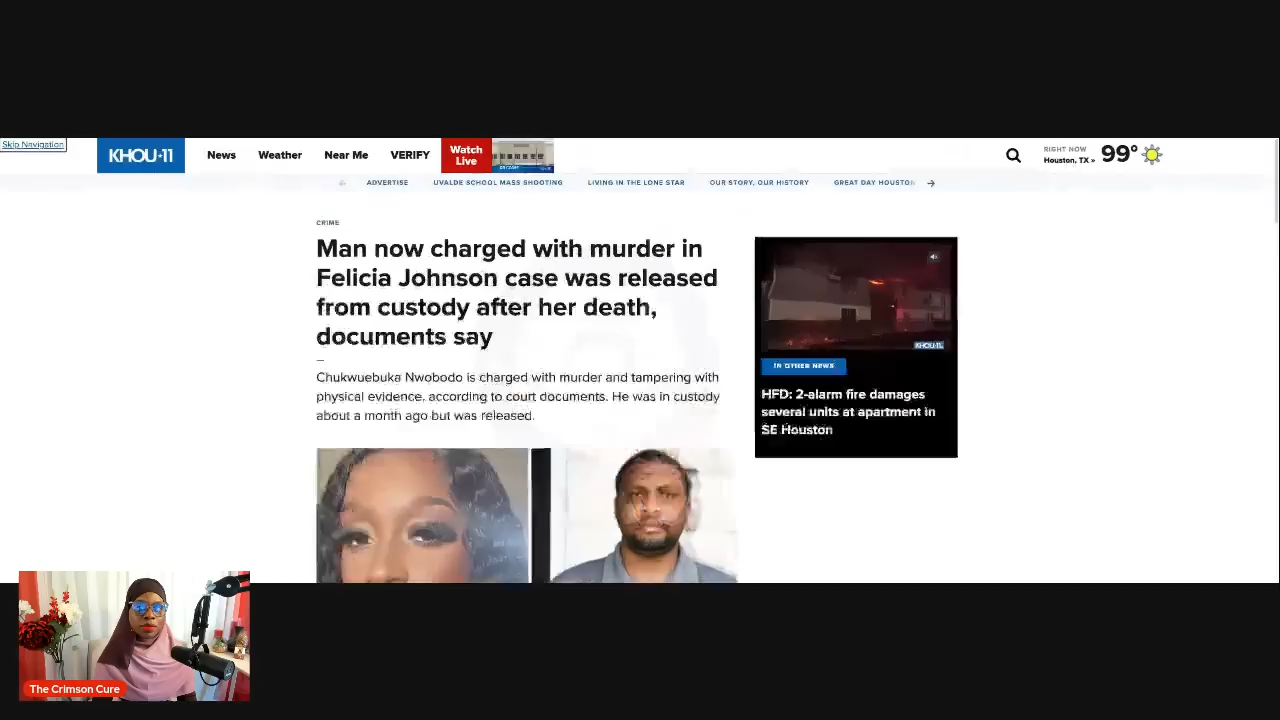 Skip Navigation
KHOU·11
News
Weather
Near Me
VERIFY
Watch
Live
RIGHT NOW
Houston, TX »
99°
ADVERTISE
UVALDE SCHOOL MASS SHOOTING
LIVING IN THE LONE STAR
OUR STORY, OUR HISTORY
GREAT DAY HOUSTON
CRIME
Man now charged with murder in
Felicia Johnson case was released
from custody after her death,
documents say
Chukwuebuka Nwobodo is charged with murder and tampering with
physical evidence, according to court documents. He was in custody
about a month ago but was released.
KHOU·11
IN OTHER NEWS
HFD: 2-alarm fire damages
several units at apartment in
SE Houston
The Crimson Cure